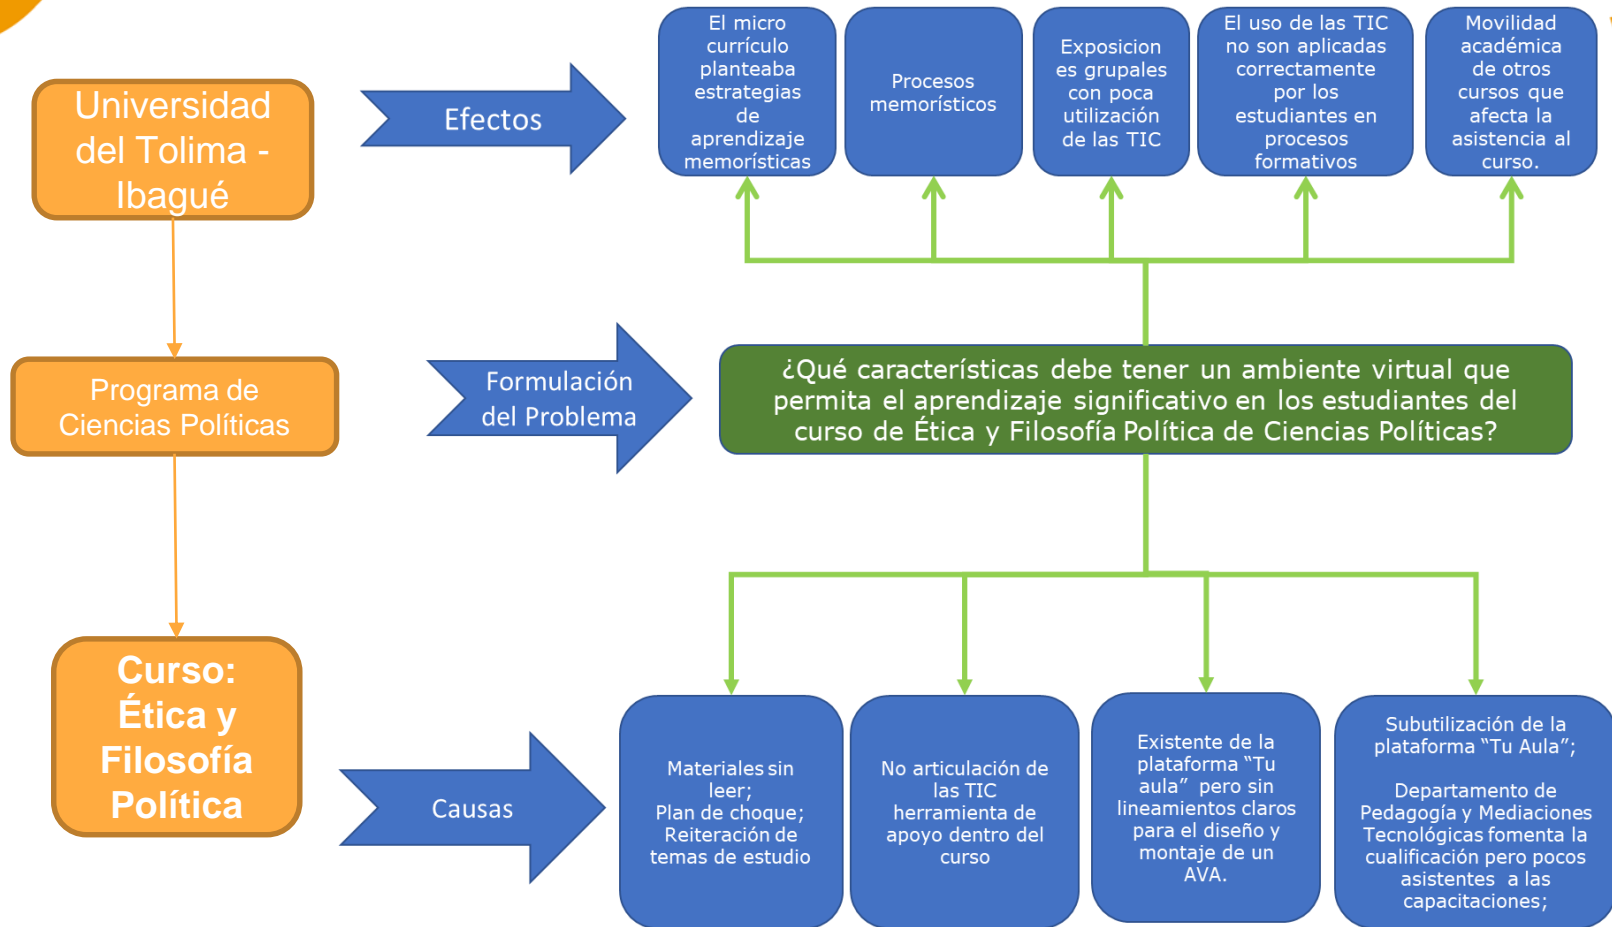 Universidad
del Tolima -
Ibagué
Efectos
El micro
currículo
planteaba
estrategias
de
aprendizaje
memorísticas
Procesos
memorísticos
Exposicion
es grupales
con poca
utilización
de las TIC
El uso de las TIC
no son aplicadas
correctamente
por los
estudiantes en
procesos
formativos
Movilidad
académica
de otros
cursos que
afecta la
asistencia al
curso.
Programa de
Ciencias Políticas
Formulación
del Problema
¿Qué características debe tener un ambiente virtual que
permita el aprendizaje significativo en los estudiantes del
curso de Ética y Filosofía Política de Ciencias Políticas?
Curso:
Ética y
Filosofía
Política
Causas
Materiales sin
leer;
Plan de choque;
Reiteración de
temas de estudio
No articulación de
las TIC
herramienta de
apoyo dentro del
curso
Existente de la
plataforma “Tu
aula” pero sin
lineamientos claros
para el diseño y
montaje de un
AVA.
Subutilización de la
plataforma “Tu Aula”;
Departamento de
Pedagogía y Mediaciones
Tecnológicas fomenta la
cualificación pero pocos
asistentes a las
capacitaciones;